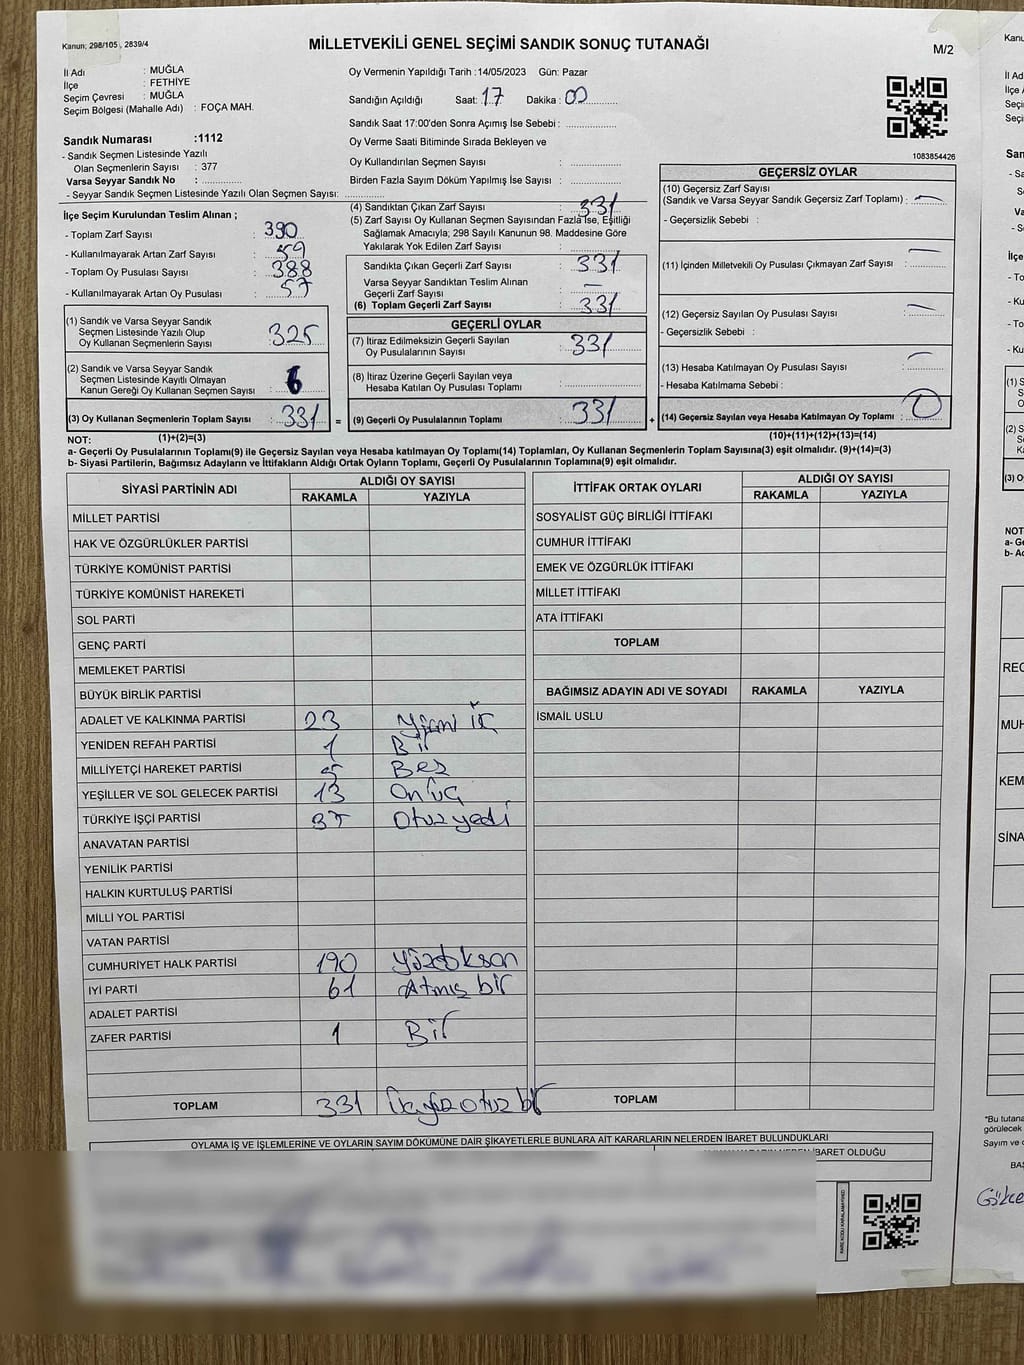 Kanun; 298/105 , 2839/4
MİLLETVEKİLİ GENEL SEÇİMİ SANDIK SONUÇ TUTANAĞI
M/2
İl Adı : MUĞLA
İlçe : FETHİYE
Seçim Çevresi : MUĞLA
Seçim Bölgesi (Mahalle Adı) : FOÇA MAH.
Sandık Numarası :1112
- Sandık Seçmen Listesinde Yazılı
Olan Seçmenlerin Sayısı : 377
Varsa Seyyar Sandık No :
- Seyyar Sandık Seçmen Listesinde Yazılı Olan Seçmen Sayısı:
Oy Vermenin Yapıldığı Tarih :14/05/2023 Gün: Pazar
Sandığın Açıldığı Saat: 17 Dakika : 00
Sandık Saat 17:00'den Sonra Açımış İse Sebebi :
Oy Verme Saati Bitiminde Sırada Bekleyen ve
Oy Kullandırılan Seçmen Sayısı :
Birden Fazla Sayım Döküm Yapılmış İse Sayısı :
1083854426
İlçe Seçim Kurulundan Teslim Alınan ;
- Toplam Zarf Sayısı : 390
- Kullanılmayarak Artan Zarf Sayısı : 59
- Toplam Oy Pusulası Sayısı : 388
- Kullanılmayarak Artan Oy Pusulası : 57
(1) Sandık ve Varsa Seyyar Sandık
Seçmen Listesinde Yazılı Olup
Oy Kullanan Seçmenlerin Sayısı : 325
(2) Sandık ve Varsa Seyyar Sandık
Seçmen Listesinde Kayıtlı Olmayan
Kanun Gereği Oy Kullanan Seçmen Sayısı : 6
(3) Oy Kullanan Seçmenlerin Toplam Sayısı : 331 =
(4) Sandıktan Çıkan Zarf Sayısı : 331
(5) Zarf Sayısı Oy Kullanan Seçmen Sayısından Fazla İse, Eşitliği
Sağlamak Amacıyla; 298 Sayılı Kanunun 98. Maddesine Göre
Yakılarak Yok Edilen Zarf Sayısı :
Sandıkta Çıkan Geçerli Zarf Sayısı : 331
Varsa Seyyar Sandıktan Teslim Alınan
Geçerli Zarf Sayısı : –
(6) Toplam Geçerli Zarf Sayısı : 331
GEÇERLİ OYLAR
(7) İtiraz Edilmeksizin Geçerli Sayılan
Oy Pusulalarının Sayısı : 331
(8) İtiraz Üzerine Geçerli Sayılan veya
Hesaba Katılan Oy Pusulası Toplamı :
(9) Geçerli Oy Pusulalarının Toplamı : 331 +
GEÇERSİZ OYLAR
(10) Geçersiz Zarf Sayısı
(Sandık ve Varsa Seyyar Sandık Geçersiz Zarf Toplamı) : –
- Geçersizlik Sebebi :
(11) İçinden Milletvekili Oy Pusulası Çıkmayan Zarf Sayısı : –
(12) Geçersiz Sayılan Oy Pusulası Sayısı : –
- Geçersizlik Sebebi :
(13) Hesaba Katılmayan Oy Pusulası Sayısı : –
- Hesaba Katılmama Sebebi :
(14) Geçersiz Sayılan veya Hesaba Katılmayan Oy Toplamı : 0
NOT: (1)+(2)=(3)
(10)+(11)+(12)+(13)=(14)
a- Geçerli Oy Pusulalarının Toplamı(9) ile Geçersiz Sayılan veya Hesaba katılmayan Oy Toplamı(14) Toplamları, Oy Kullanan Seçmenlerin Toplam Sayısına(3) eşit olmalıdır. (9)+(14)=(3)
b- Siyasi Partilerin, Bağımsız Adayların ve İttifakların Aldığı Ortak Oyların Toplamı, Geçerli Oy Pusulalarının Toplamına(9) eşit olmalıdır.
SİYASİ PARTİNİN ADI ALDIĞI OY SAYISI
RAKAMLA YAZIYLA
MİLLET PARTİSİ
HAK VE ÖZGÜRLÜKLER PARTİSİ
TÜRKİYE KOMÜNİST PARTİSİ
TÜRKİYE KOMÜNİST HAREKETİ
SOL PARTİ
GENÇ PARTİ
MEMLEKET PARTİSİ
BÜYÜK BİRLİK PARTİSİ
ADALET VE KALKINMA PARTİSİ 23 Yirmi üç
YENİDEN REFAH PARTİSİ 1 Bir
MİLLİYETÇİ HAREKET PARTİSİ 5 Beş
YEŞİLLER VE SOL GELECEK PARTİSİ 13 Onüç
TÜRKİYE İŞÇİ PARTİSİ 37 Otuzyedi
ANAVATAN PARTİSİ
YENİLİK PARTİSİ
HALKIN KURTULUŞ PARTİSİ
MİLLİ YOL PARTİSİ
VATAN PARTİSİ
CUMHURİYET HALK PARTİSİ 190 Yüzdoksan
İYİ PARTİ 61 Atmış bir
ADALET PARTİSİ
ZAFER PARTİSİ 1 Bir
TOPLAM 331 Üçyüzotuz bir
İTTİFAK ORTAK OYLARI ALDIĞI OY SAYISI
RAKAMLA YAZIYLA
SOSYALİST GÜÇ BİRLİĞİ İTTİFAKI
CUMHUR İTTİFAKI
EMEK VE ÖZGÜRLÜK İTTİFAKI
MİLLET İTTİFAKI
ATA İTTİFAKI
TOPLAM
BAĞIMSIZ ADAYIN ADI VE SOYADI RAKAMLA YAZIYLA
İSMAİL USLU
TOPLAM
OYLAMA İŞ VE İŞLEMLERİNE VE OYLARIN SAYIM DÖKÜMÜNE DAİR ŞİKAYETLERLE BUNLARA AİT KARARLARIN NELERDEN İBARET BULUNDUKLARI
İBARET OLDUĞU
KARE KODU KARALAMAYINIZ
Kanu
İl Ad
İlçe
NOT
a- Ge
b- Ac
REC
MUH
KEM
SİNA
*Bu tutana
görülecek
Sayım ve
BAŞ
Gökçe